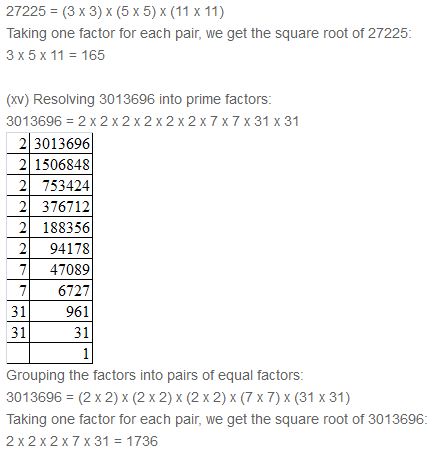 27225 = (3 x 3) x (5 x 5) x (11 x 11)
Taking one factor for each pair, we get the square root of 27225:
3 x 5 x 11 = 165
(xv) Resolving 3013696 into prime factors:
3013696 = 2 x 2 x 2 x 2 x 2 x 2 x 7 x 7 x 31 x 31
2 3013696
2 1506848
2 753424
2 376712
2 188356
2 94178
7 47089
7 6727
31 961
31 31
1
Grouping the factors into pairs of equal factors:
3013696 = (2 x 2) x (2 x 2) x (2 x 2) x (7 x 7) x (31 x 31)
Taking one factor for each pair, we get the square root of 3013696:
2 x 2 x 2 x 7 x 31 = 1736